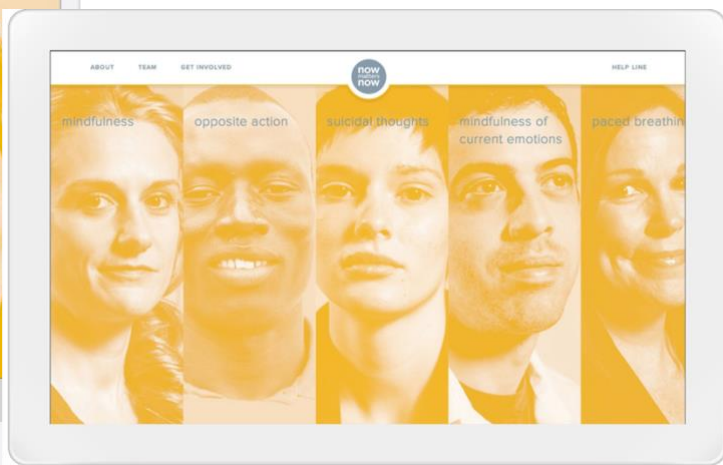 ABOUT TEAM GET INVOLVED
now
matters
now
HELP LINE
mindfulness
opposite action
suicidal thoughts
mindfulness of
current emotions
paced breathin